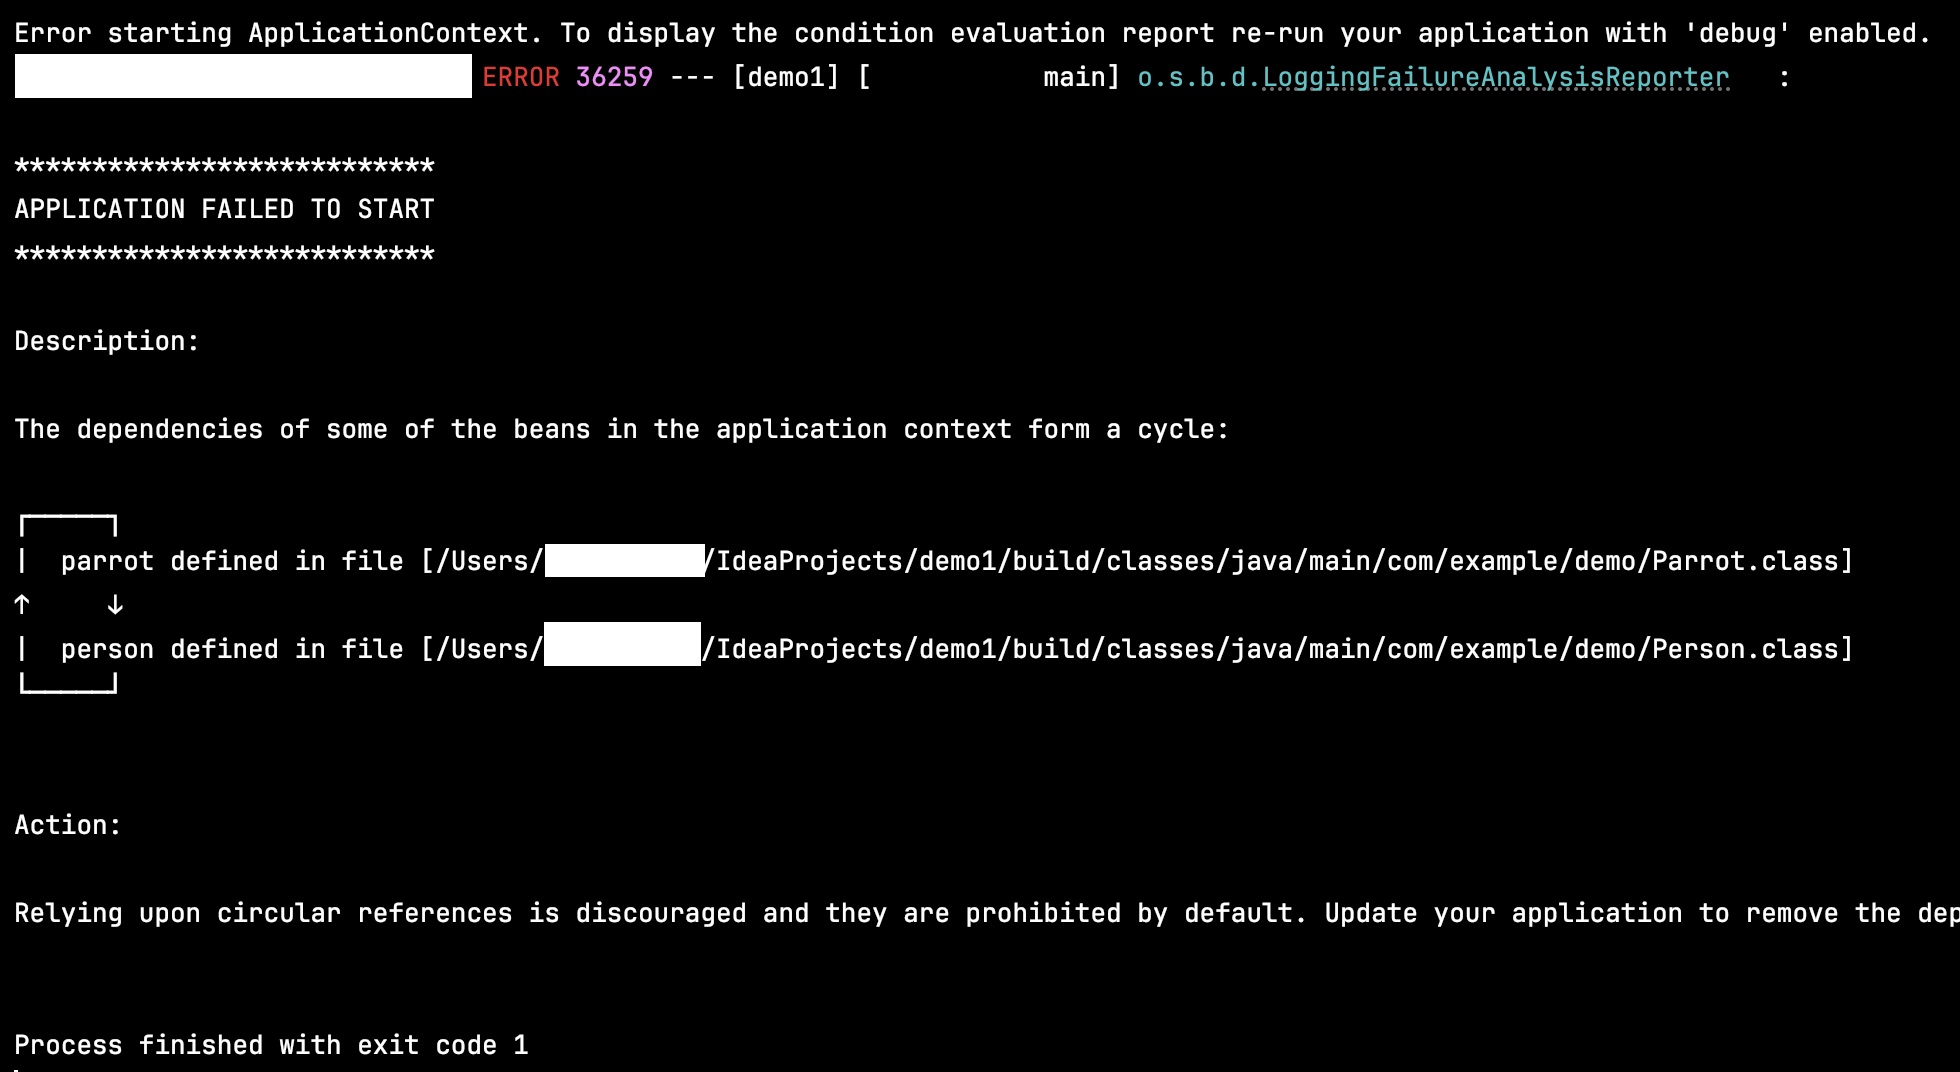 Error starting ApplicationContext. To display the condition evaluation report re-run your application with 'debug' enabled.
ERROR 36259 --- [demo1] [           main] o.s.b.d.LoggingFailureAnalysisReporter   :
***************************
APPLICATION FAILED TO START
***************************
Description:
The dependencies of some of the beans in the application context form a cycle:
┌─────┐
|  parrot defined in file [/Users/ /IdeaProjects/demo1/build/classes/java/main/com/example/demo/Parrot.class]
↑     ↓
|  person defined in file [/Users/ /IdeaProjects/demo1/build/classes/java/main/com/example/demo/Person.class]
└─────┘
Action:
Relying upon circular references is discouraged and they are prohibited by default. Update your application to remove the dep
Process finished with exit code 1